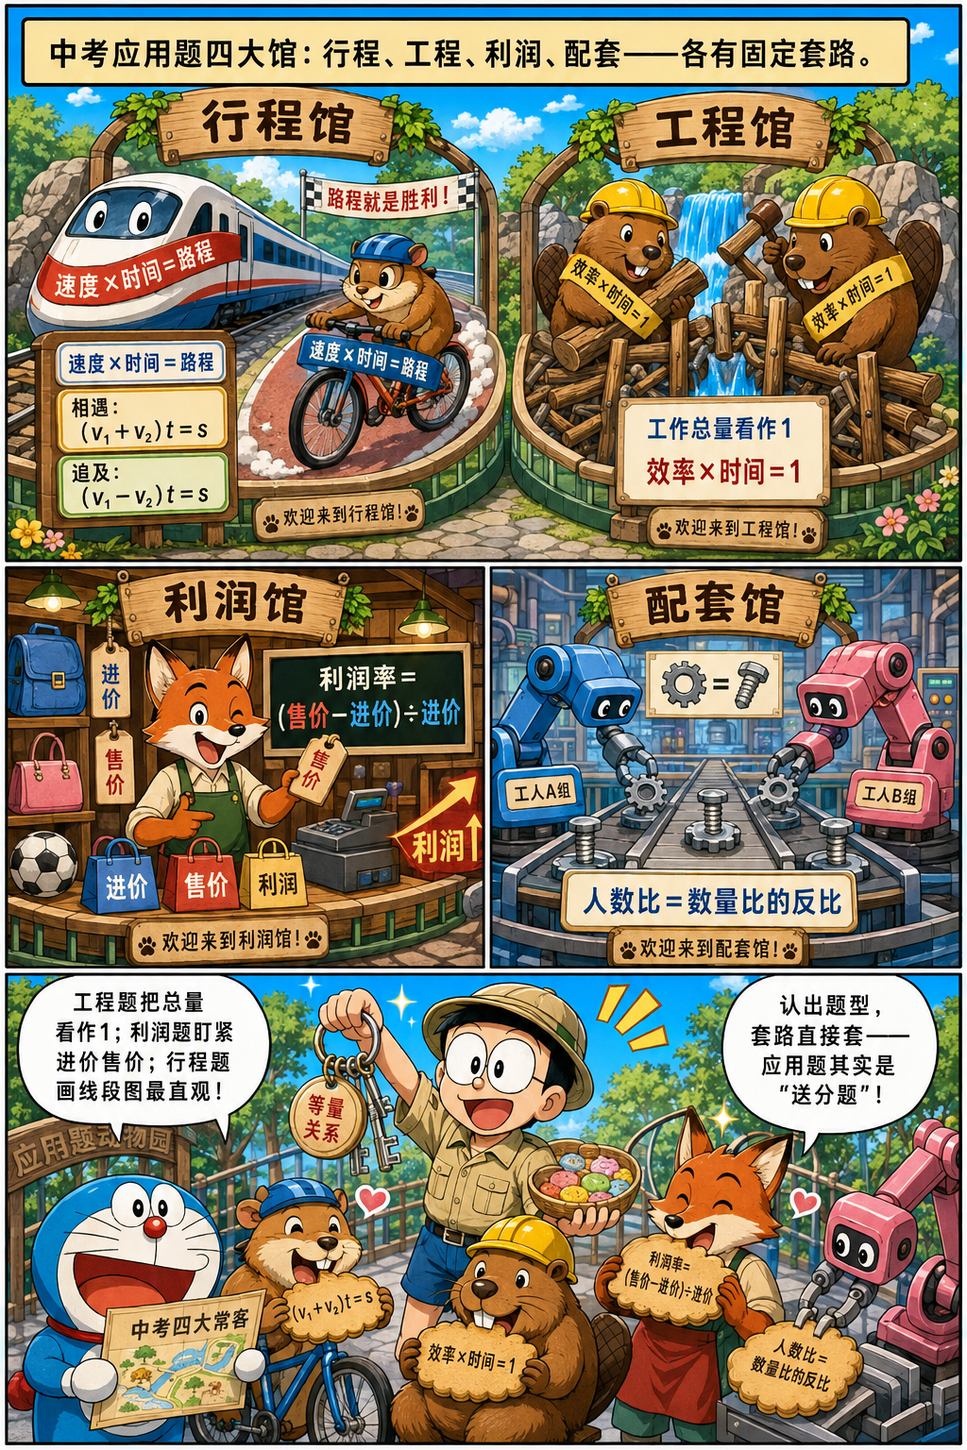 中考应用题四大馆：行程、工程、利润、配套——各有固定套路。
行程馆
路程就是胜利！
速度×时间=路程
速度×时间=路程
速度×时间=路程
相遇：
(v₁+v₂)t=s
追及：
(v₁−v₂)t=s
欢迎来到行程馆！
工程馆
效率×时间=1
效率×时间=1
工作总量看作1
效率×时间=1
欢迎来到工程馆！
利润馆
进价
售价
利润率=
(售价−进价)÷进价
售价
利润
进价
售价
利润
欢迎来到利润馆！
配套馆
=
工人A组
工人B组
人数比=数量比的反比
欢迎来到配套馆！
工程题把总量
看作1；利润题盯紧
进价售价；行程题
画线段图最直观！
认出题型，
套路直接套——
应用题其实是
“送分题”！
等量
关系
应用题动物园
中考四大常客
(v₁+v₂)t=s
效率×时间=1
利润率=
(售价−进价)÷进价
人数比=
数量比的反比